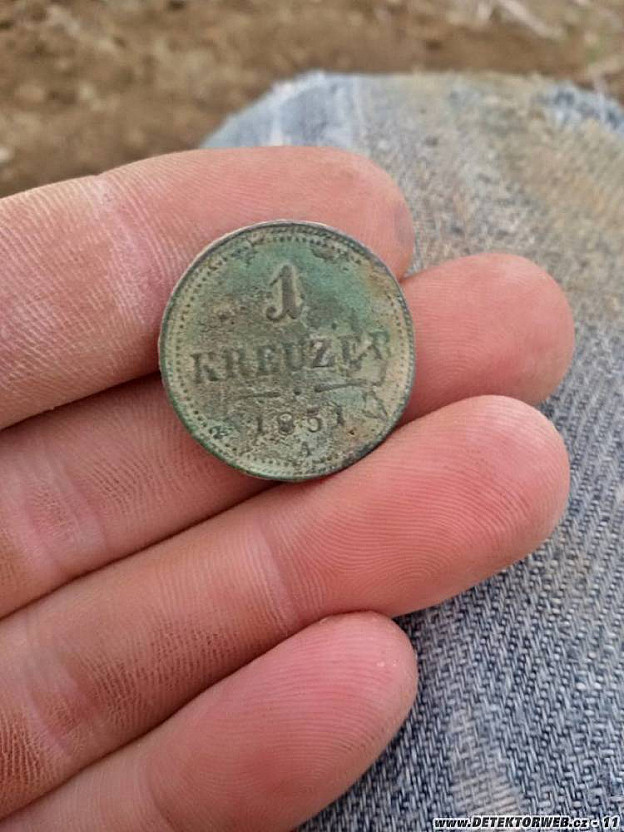 1
KREUZER
1851
A
www.DETEKTORWEB.cz - 11